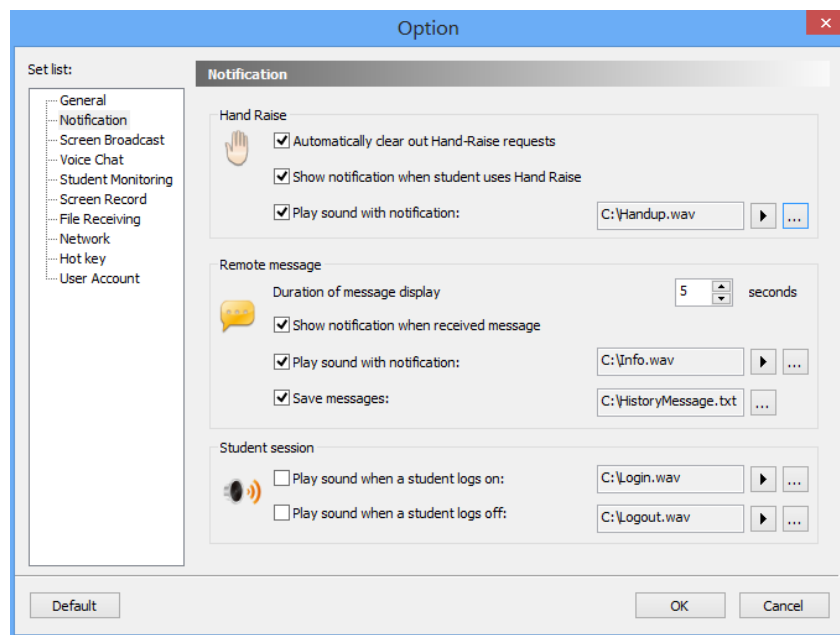 Option
Set list:
General
Notification
Screen Broadcast
Voice Chat
Student Monitoring
Screen Record
File Receiving
Network
Hot key
User Account
Notification
Hand Raise
Automatically clear out Hand-Raise requests
Show notification when student uses Hand Raise
Play sound with notification: C:\Handup.wav ...
Remote message
Duration of message display 5 seconds
Show notification when received message
Play sound with notification: C:\Info.wav ...
Save messages: C:\HistoryMessage.txt ...
Student session
Play sound when a student logs on: C:\Login.wav ...
Play sound when a student logs off: C:\Logout.wav ...
Default OK Cancel